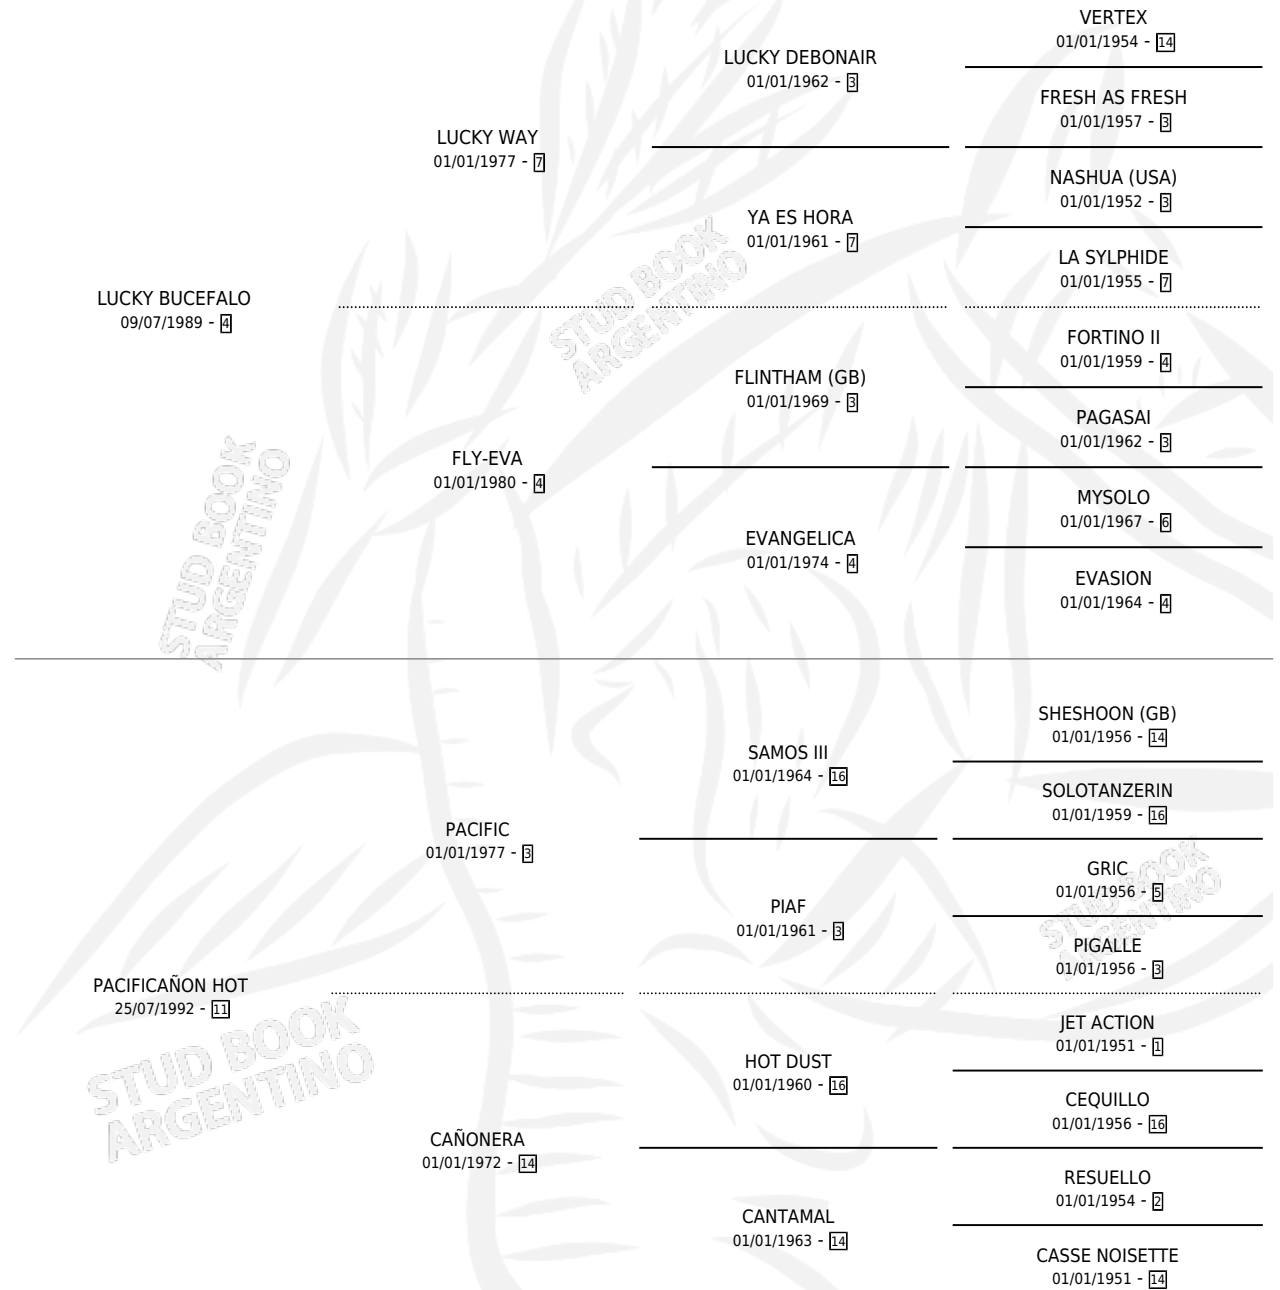 VERTEX
01/01/1954 - 14
LUCKY DEBONAIR
01/01/1962 - 3
FRESH AS FRESH
01/01/1957 - 3
LUCKY WAY
01/01/1977 - 7
NASHUA (USA)
01/01/1952 - 3
YA ES HORA
01/01/1961 - 7
LA SYLPHIDE
01/01/1955 - 7
LUCKY BUCEFALO
09/07/1989 - 4
FORTINO II
01/01/1959 - 4
FLINTHAM (GB)
01/01/1969 - 3
PAGASAI
01/01/1962 - 3
FLY-EVA
01/01/1980 - 4
MYSOLO
01/01/1967 - 6
EVANGELICA
01/01/1974 - 4
EVASION
01/01/1964 - 4
SHESHOON (GB)
01/01/1956 - 14
SAMOS III
01/01/1964 - 16
SOLOTANZERIN
01/01/1959 - 16
PACIFIC
01/01/1977 - 3
GRIC
01/01/1956 - 5
PIAF
01/01/1961 - 3
PIGALLE
01/01/1956 - 3
PACIFICAÑON HOT
25/07/1992 - 11
JET ACTION
01/01/1951 - 1
HOT DUST
01/01/1960 - 16
CEQUILLO
01/01/1956 - 16
CAÑONERA
01/01/1972 - 14
RESUELLO
01/01/1954 - 2
CANTAMAL
01/01/1963 - 14
CASSE NOISETTE
01/01/1951 - 14
STUD BOOK
ARGENTINO
STUD BOOK
ARGENTINO
STUD BOOK
ARGENTINO
STUD BOOK
ARGENTINO